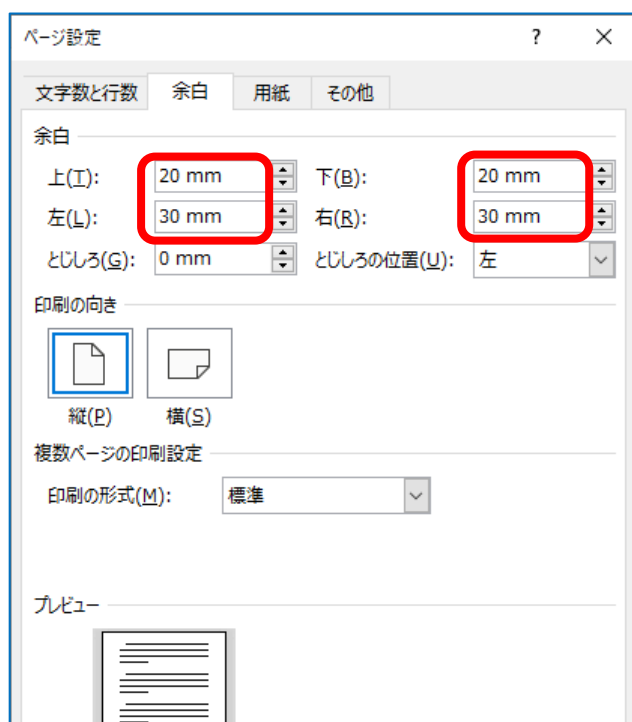 ページ設定 ? ×
文字数と行数 余白 用紙 その他
余白
上(T): 20 mm 下(B): 20 mm
左(L): 30 mm 右(R): 30 mm
とじしろ(G): 0 mm とじしろの位置(U): 左
印刷の向き
縦(P) 横(S)
複数ページの印刷設定
印刷の形式(M): 標準
プレビュー